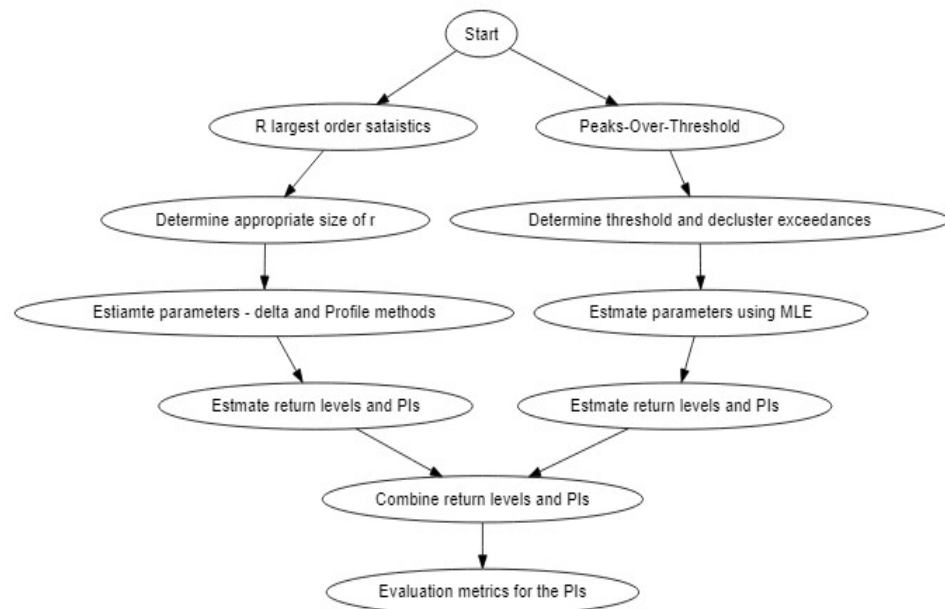 Start
R largest order sataistics
Peaks-Over-Threshold
Determine appropriate size of r
Determine threshold and decluster exceedances
Estiamte parameters - delta and Profile methods
Estmate parameters using MLE
Estmate return levels and PIs
Estmate return levels and PIs
Combine return levels and PIs
Evaluation metrics for the PIs